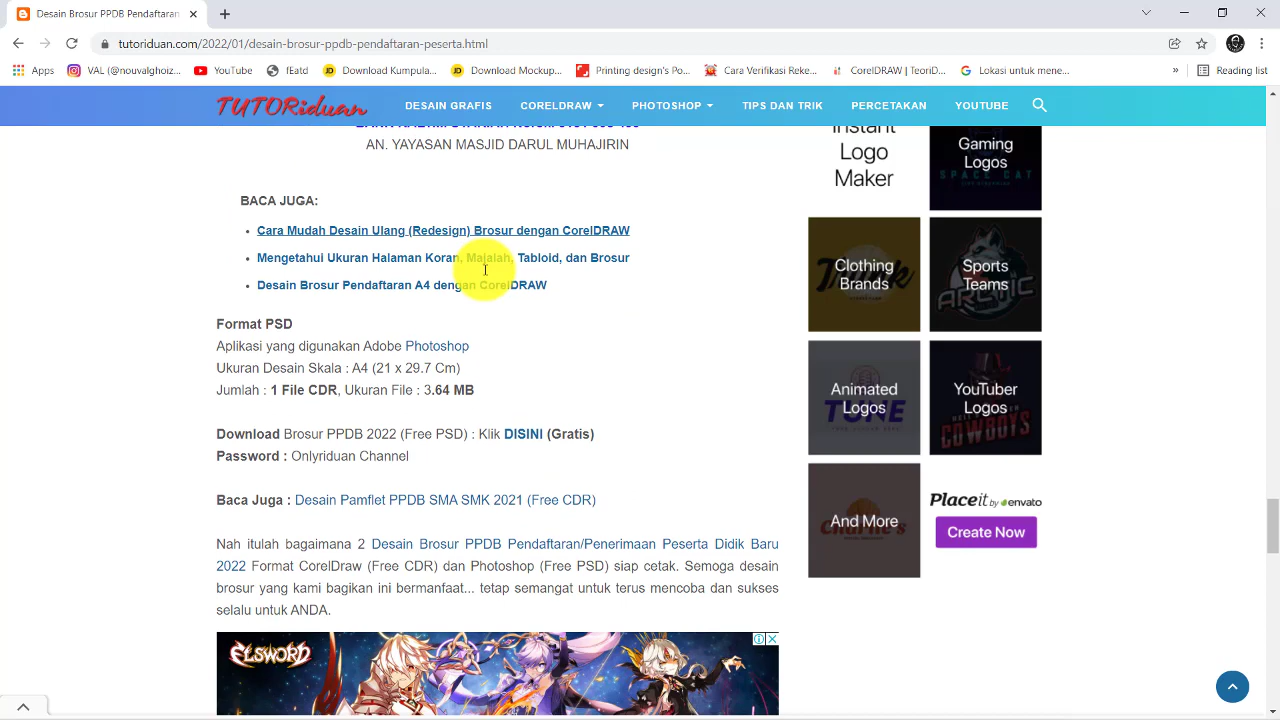 Desain Brosur PPDB Pendaftaran
tutoriduan.com/2022/01/desain-brosur-ppdb-pendaftaran-peserta.html
Apps
VAL (@nouvalghoiz...
YouTube
fEatd
Download Kumpula...
Download Mockup...
Printing design's Po...
Cara Verifikasi Reke...
CorelDRAW | TeoriD...
Lokasi untuk mene...
»
Reading list
TUTORiduan
DESAIN GRAFIS
CORELDRAW
PHOTOSHOP
TIPS DAN TRIK
PERCETAKAN
YOUTUBE
AN. YAYASAN MASJID DARUL MUHAJIRIN
BACA JUGA:
Cara Mudah Desain Ulang (Redesign) Brosur dengan CorelDRAW
Mengetahui Ukuran Halaman Koran, Majalah, Tabloid, dan Brosur
Desain Brosur Pendaftaran A4 dengan CorelDRAW
Format PSD
Aplikasi yang digunakan Adobe Photoshop
Ukuran Desain Skala : A4 (21 x 29.7 Cm)
Jumlah : 1 File CDR, Ukuran File : 3.64 MB
Download Brosur PPDB 2022 (Free PSD) : Klik DISINI (Gratis)
Password : Onlyriduan Channel
Baca Juga : Desain Pamflet PPDB SMA SMK 2021 (Free CDR)
Nah itulah bagaimana 2 Desain Brosur PPDB Pendaftaran/Penerimaan Peserta Didik Baru
2022 Format CorelDraw (Free CDR) dan Photoshop (Free PSD) siap cetak. Semoga desain
brosur yang kami bagikan ini bermanfaat... tetap semangat untuk terus mencoba dan sukses
selalu untuk ANDA.
ELSWORD
Instant
Logo
Maker
Gaming
Logos
SPACE CAT
Clothing
Brands
Sports
Teams
ARCTIC
Animated
Logos
TUNE
YouTuber
Logos
COWBOYS
And More
Charlie's
Placeit by envato
Create Now